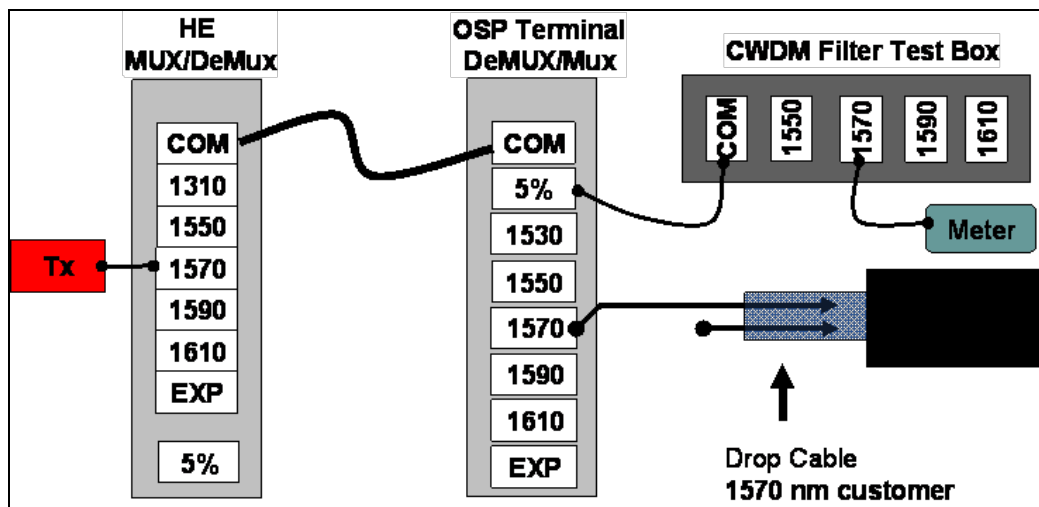 HE
MUX/DeMux
COM
1310
1550
1570
1590
1610
EXP
5%
Tx
OSP Terminal
DeMUX/Mux
COM
5%
1530
1550
1570
1590
1610
EXP
CWDM Filter Test Box
COM
1550
1570
1590
1610
Meter
Drop Cable
1570 nm customer